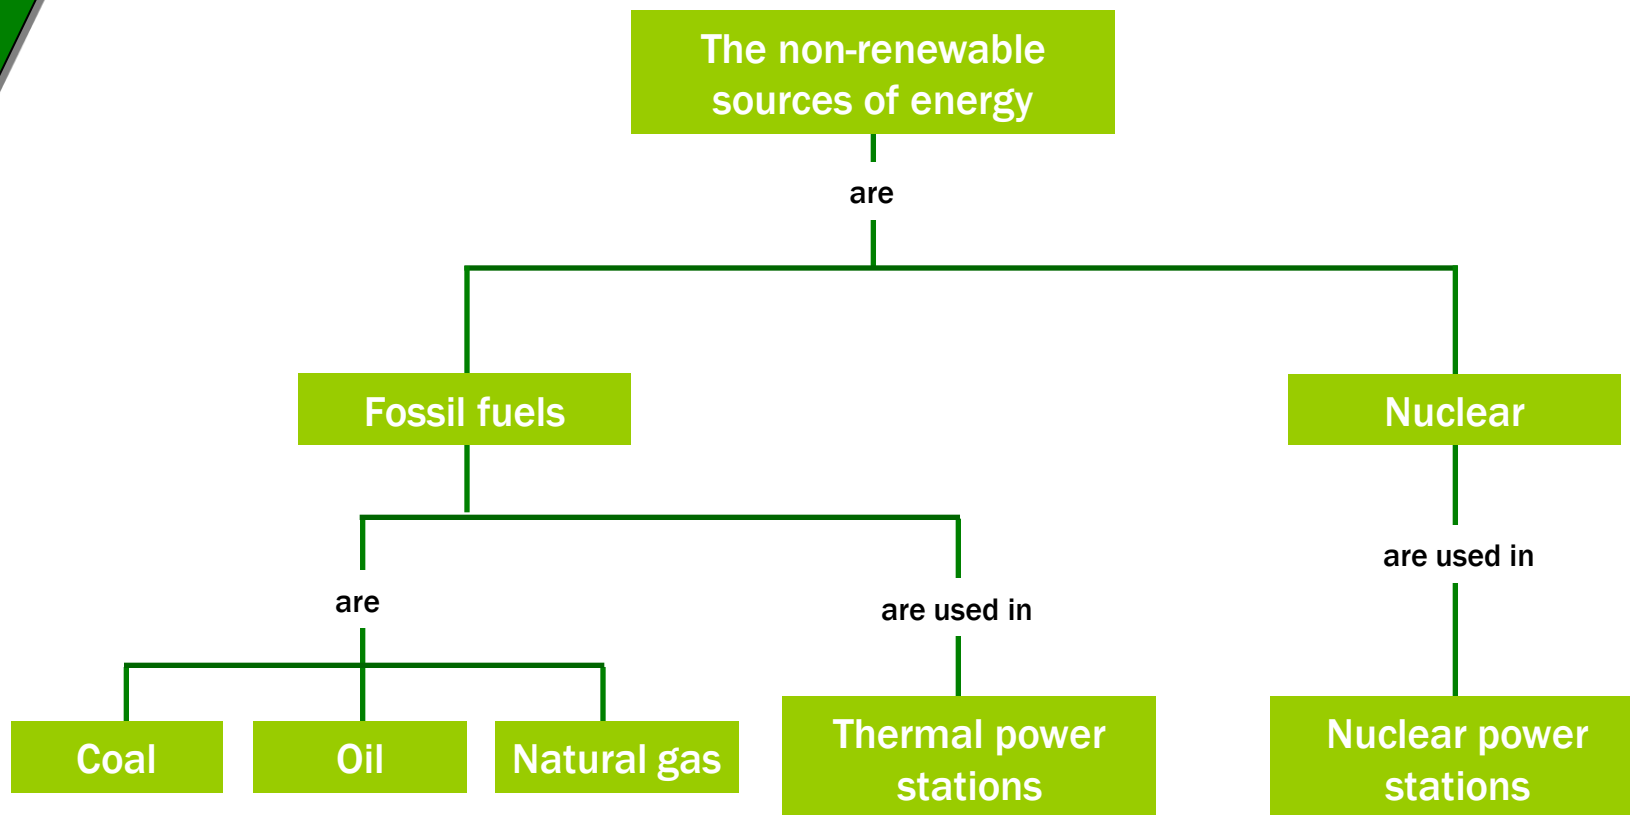 The non-renewable
sources of energy
are
Fossil fuels
Nuclear
are
are used in
are used in
Coal
Oil
Natural gas
Thermal power
stations
Nuclear power
stations